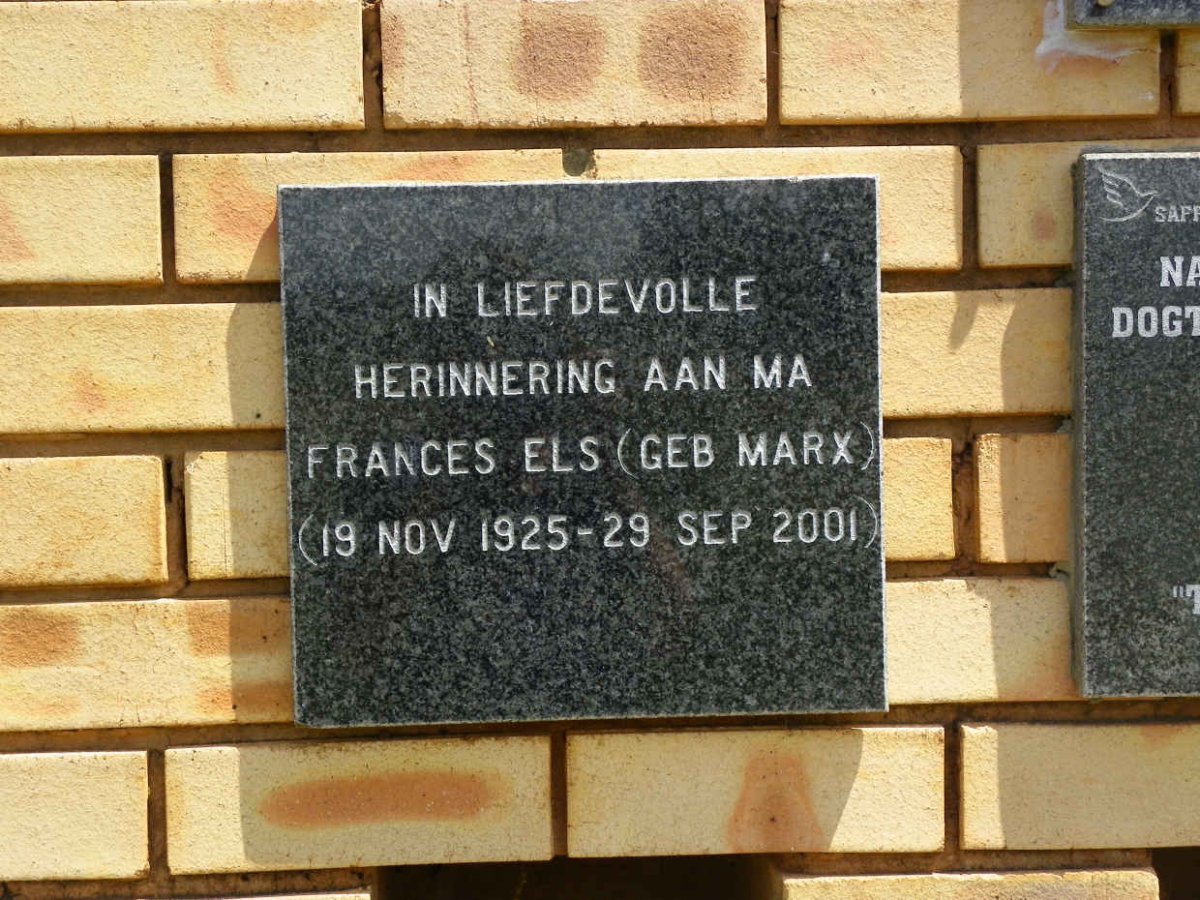 IN LIEFDEVOLLE
HERINNERING AAN MA
FRANCES ELS (GEB MARX)
(19 NOV 1925-29 SEP 2001)